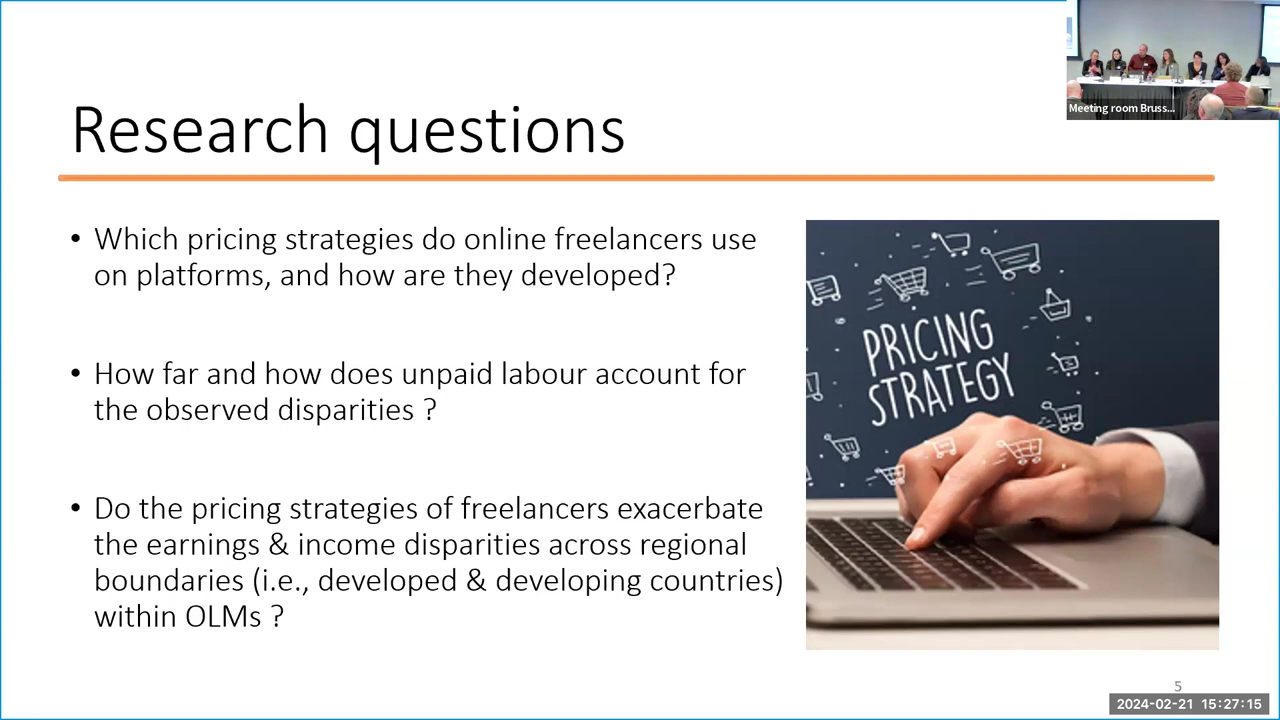 Meeting room Bruss...
Research questions
• Which pricing strategies do online freelancers use
on platforms, and how are they developed?
• How far and how does unpaid labour account for
the observed disparities ?
• Do the pricing strategies of freelancers exacerbate
the earnings & income disparities across regional
boundaries (i.e., developed & developing countries)
within OLMs ?
PRICING
STRATEGY
5
2024-02-21 15:27:15